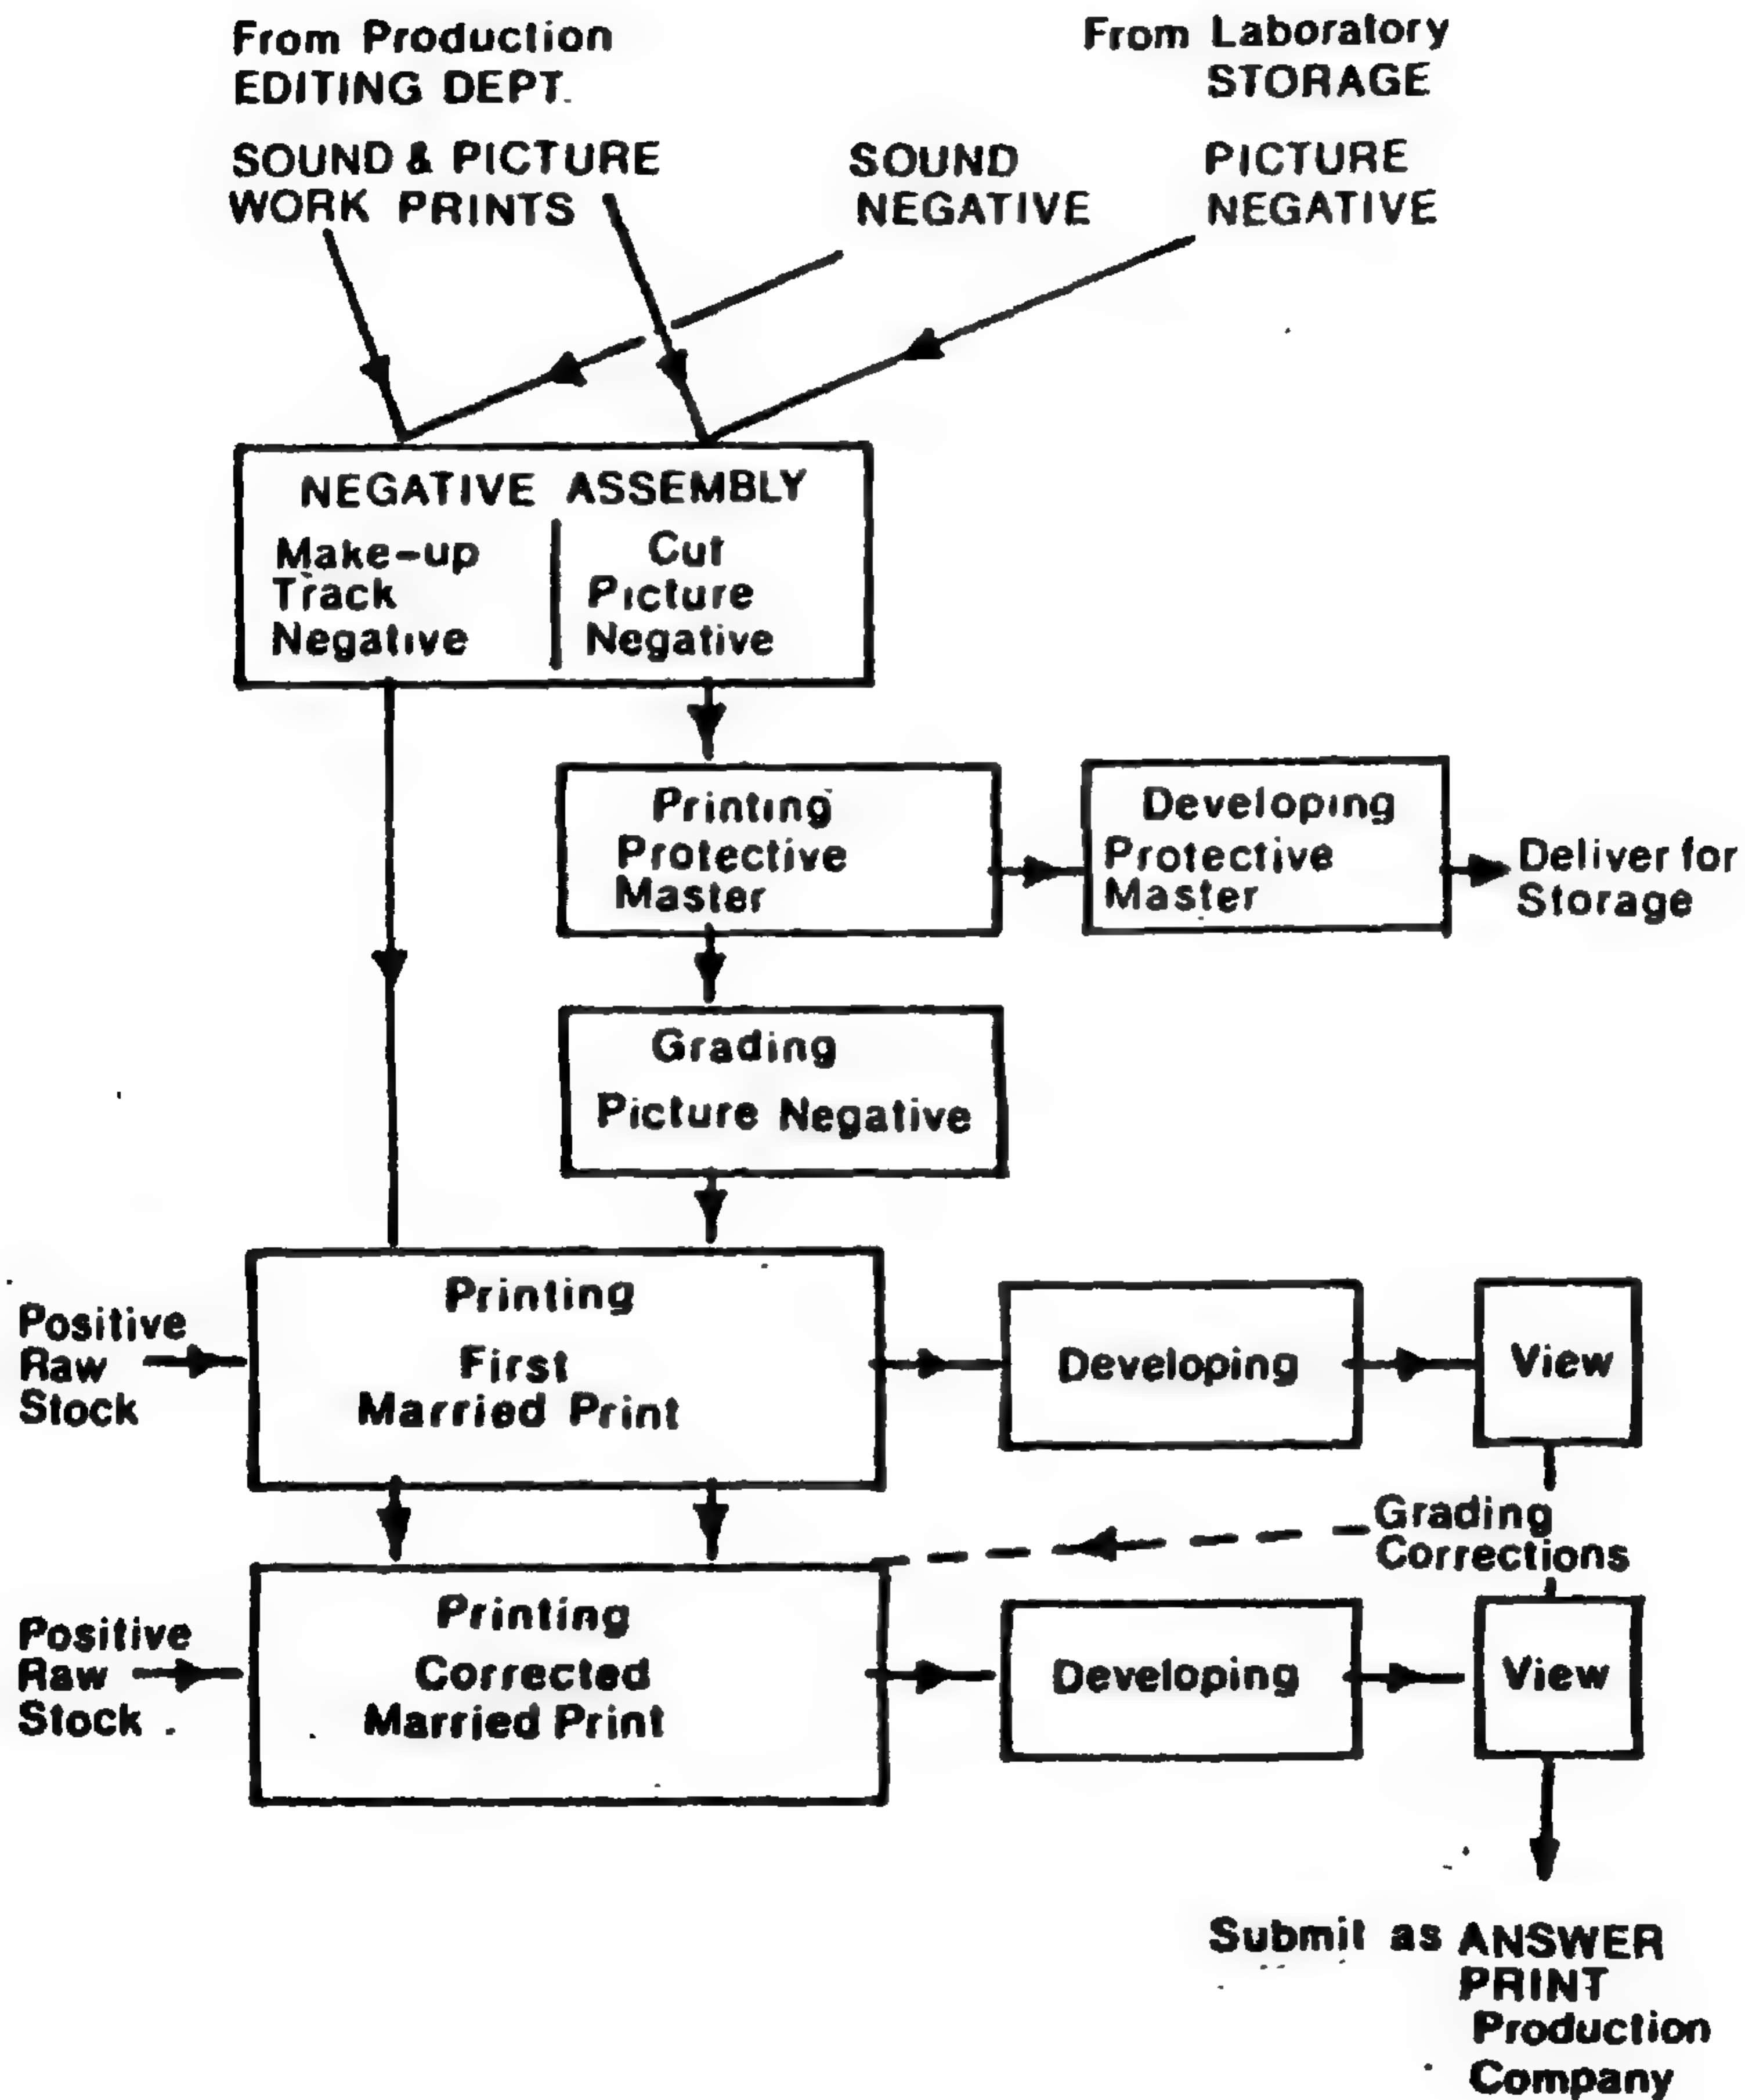 From Production
EDITING DEPT.
SOUND & PICTURE
WORK PRINTS
SOUND
NEGATIVE
From Laboratory
STORAGE
PICTURE
NEGATIVE
NEGATIVE ASSEMBLY
Make-up
Track
Negative
Cut
Picture
Negative
Printing
Protective
Master
Developing
Protective
Master
Deliver for
Storage
Grading
Picture Negative
Positive
Raw
Stock
Printing
First
Married Print
Developing
View
Grading
Corrections
Positive
Raw
Stock
Printing
Corrected
Married Print
Developing
View
Submit as ANSWER
PRINT
Production
Company